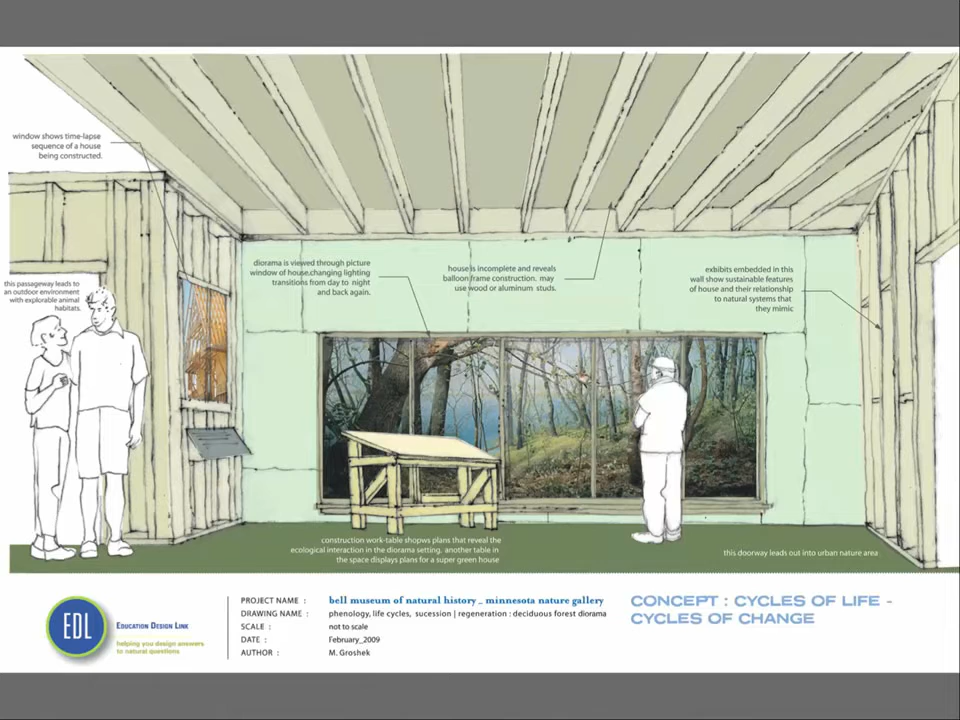 window shows time-lapse
sequence of a house
being constructed.
this passageway leads to
an outdoor environment
with explorable animal
habitats.
diorama is viewed through picture
window of house,changing lighting
transitions from day to night
and back again.
house is incomplete and reveals
balloon frame construction. may
use wood or aluminum studs.
exhibits embedded in this
wall show sustainable features
of house and their relationship
to natural systems that
they mimic
construction work-table shopws plans that reveal the
ecological interaction in the diorama setting. another table in
the space displays plans for a super green house
this doorway leads out into urban nature area
EDL
Education Design Link
helping you design answers
to natural questions
PROJECT NAME : bell museum of natural history _ minnesota nature gallery
DRAWING NAME : phenology, life cycles, sucession | regeneration : deciduous forest diorama
SCALE : not to scale
DATE : February_2009
AUTHOR : M. Groshek
CONCEPT : CYCLES OF LIFE -
CYCLES OF CHANGE